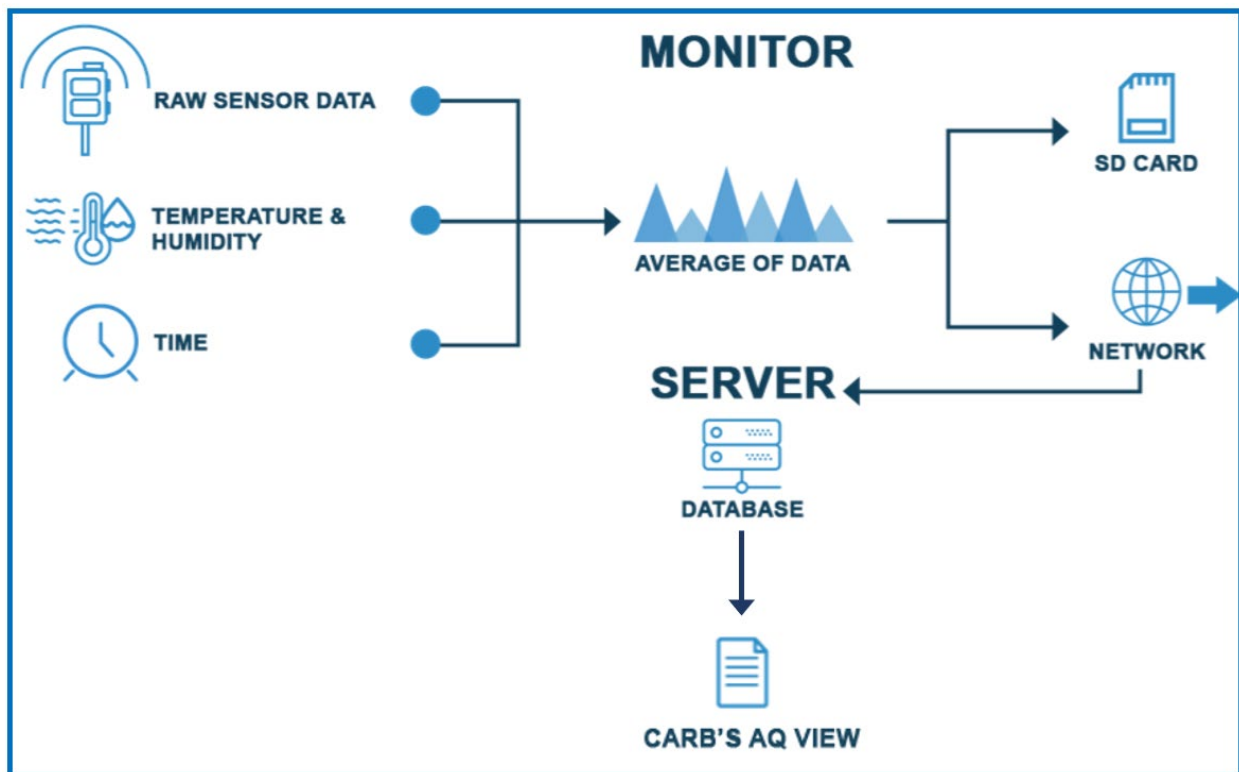 MONITOR
RAW SENSOR DATA
SD CARD
TEMPERATURE &
HUMIDITY
AVERAGE OF DATA
TIME
NETWORK
SERVER
DATABASE
CARB'S AQ VIEW